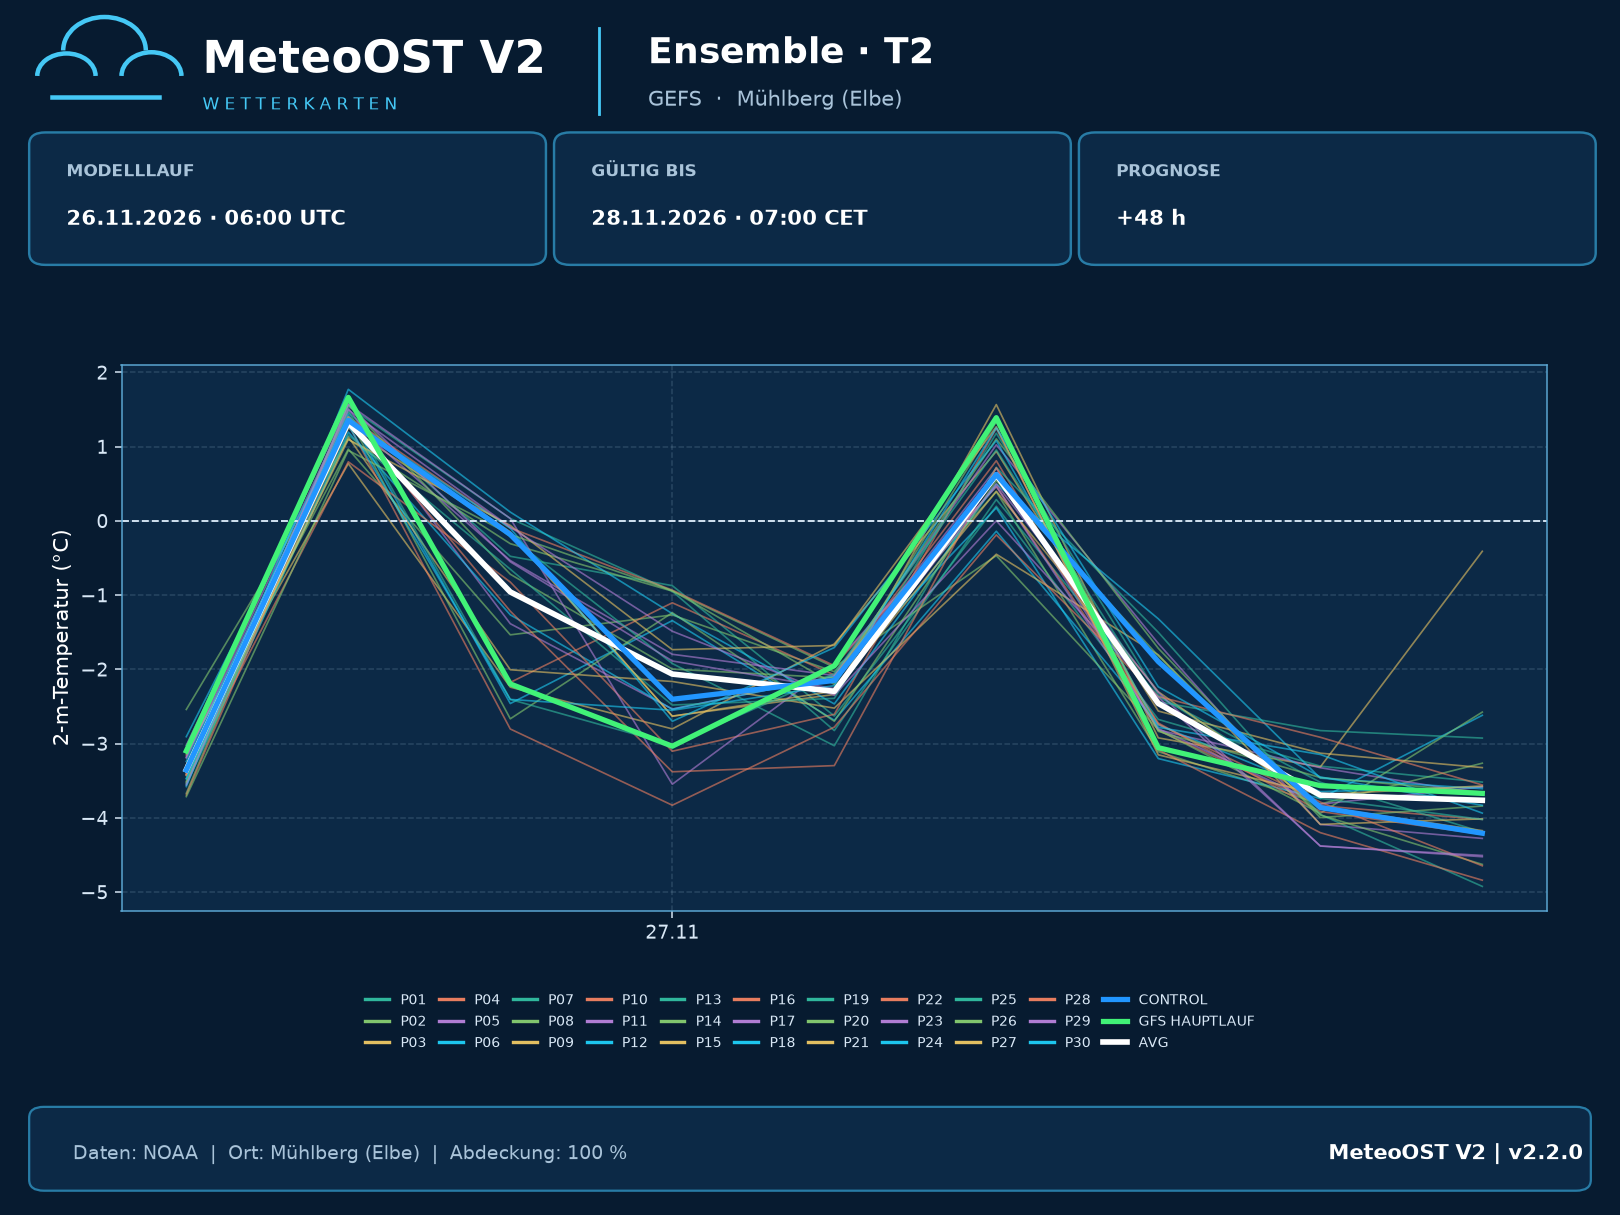 MeteoOST V2
WETTERKARTEN
Ensemble · T2
GEFS · Mühlberg (Elbe)
MODELLLAUF
26.11.2026 · 06:00 UTC
GÜLTIG BIS
28.11.2026 · 07:00 CET
PROGNOSE
+48 h
2-m-Temperatur (°C)
2
1
0
−1
−2
−3
−4
−5
27.11
P01 P04 P07 P10 P13 P16 P19 P22 P25 P28 CONTROL
P02 P05 P08 P11 P14 P17 P20 P23 P26 P29 GFS HAUPTLAUF
P03 P06 P09 P12 P15 P18 P21 P24 P27 P30 AVG
Daten: NOAA | Ort: Mühlberg (Elbe) | Abdeckung: 100 %
MeteoOST V2 | v2.2.0